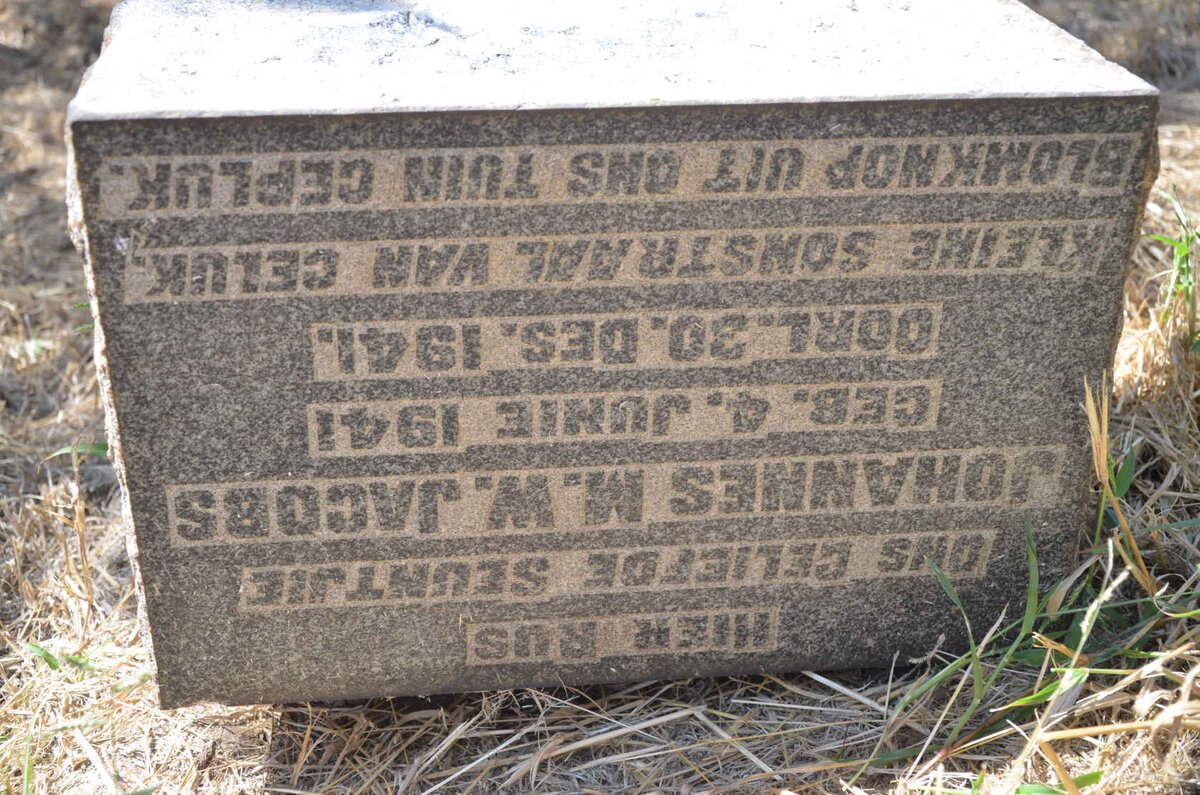 HIER RUS
ONS GELIEFDE SEUNTJIE
JOHANNES M.W. JACOBS
GEB. 4. JUNIE 1941
OORL. 30. DES. 1941.
KLEINE SONSTRAAL VAN GELUK,
BLOMKNOP UIT ONS TUIN GEPLUK.